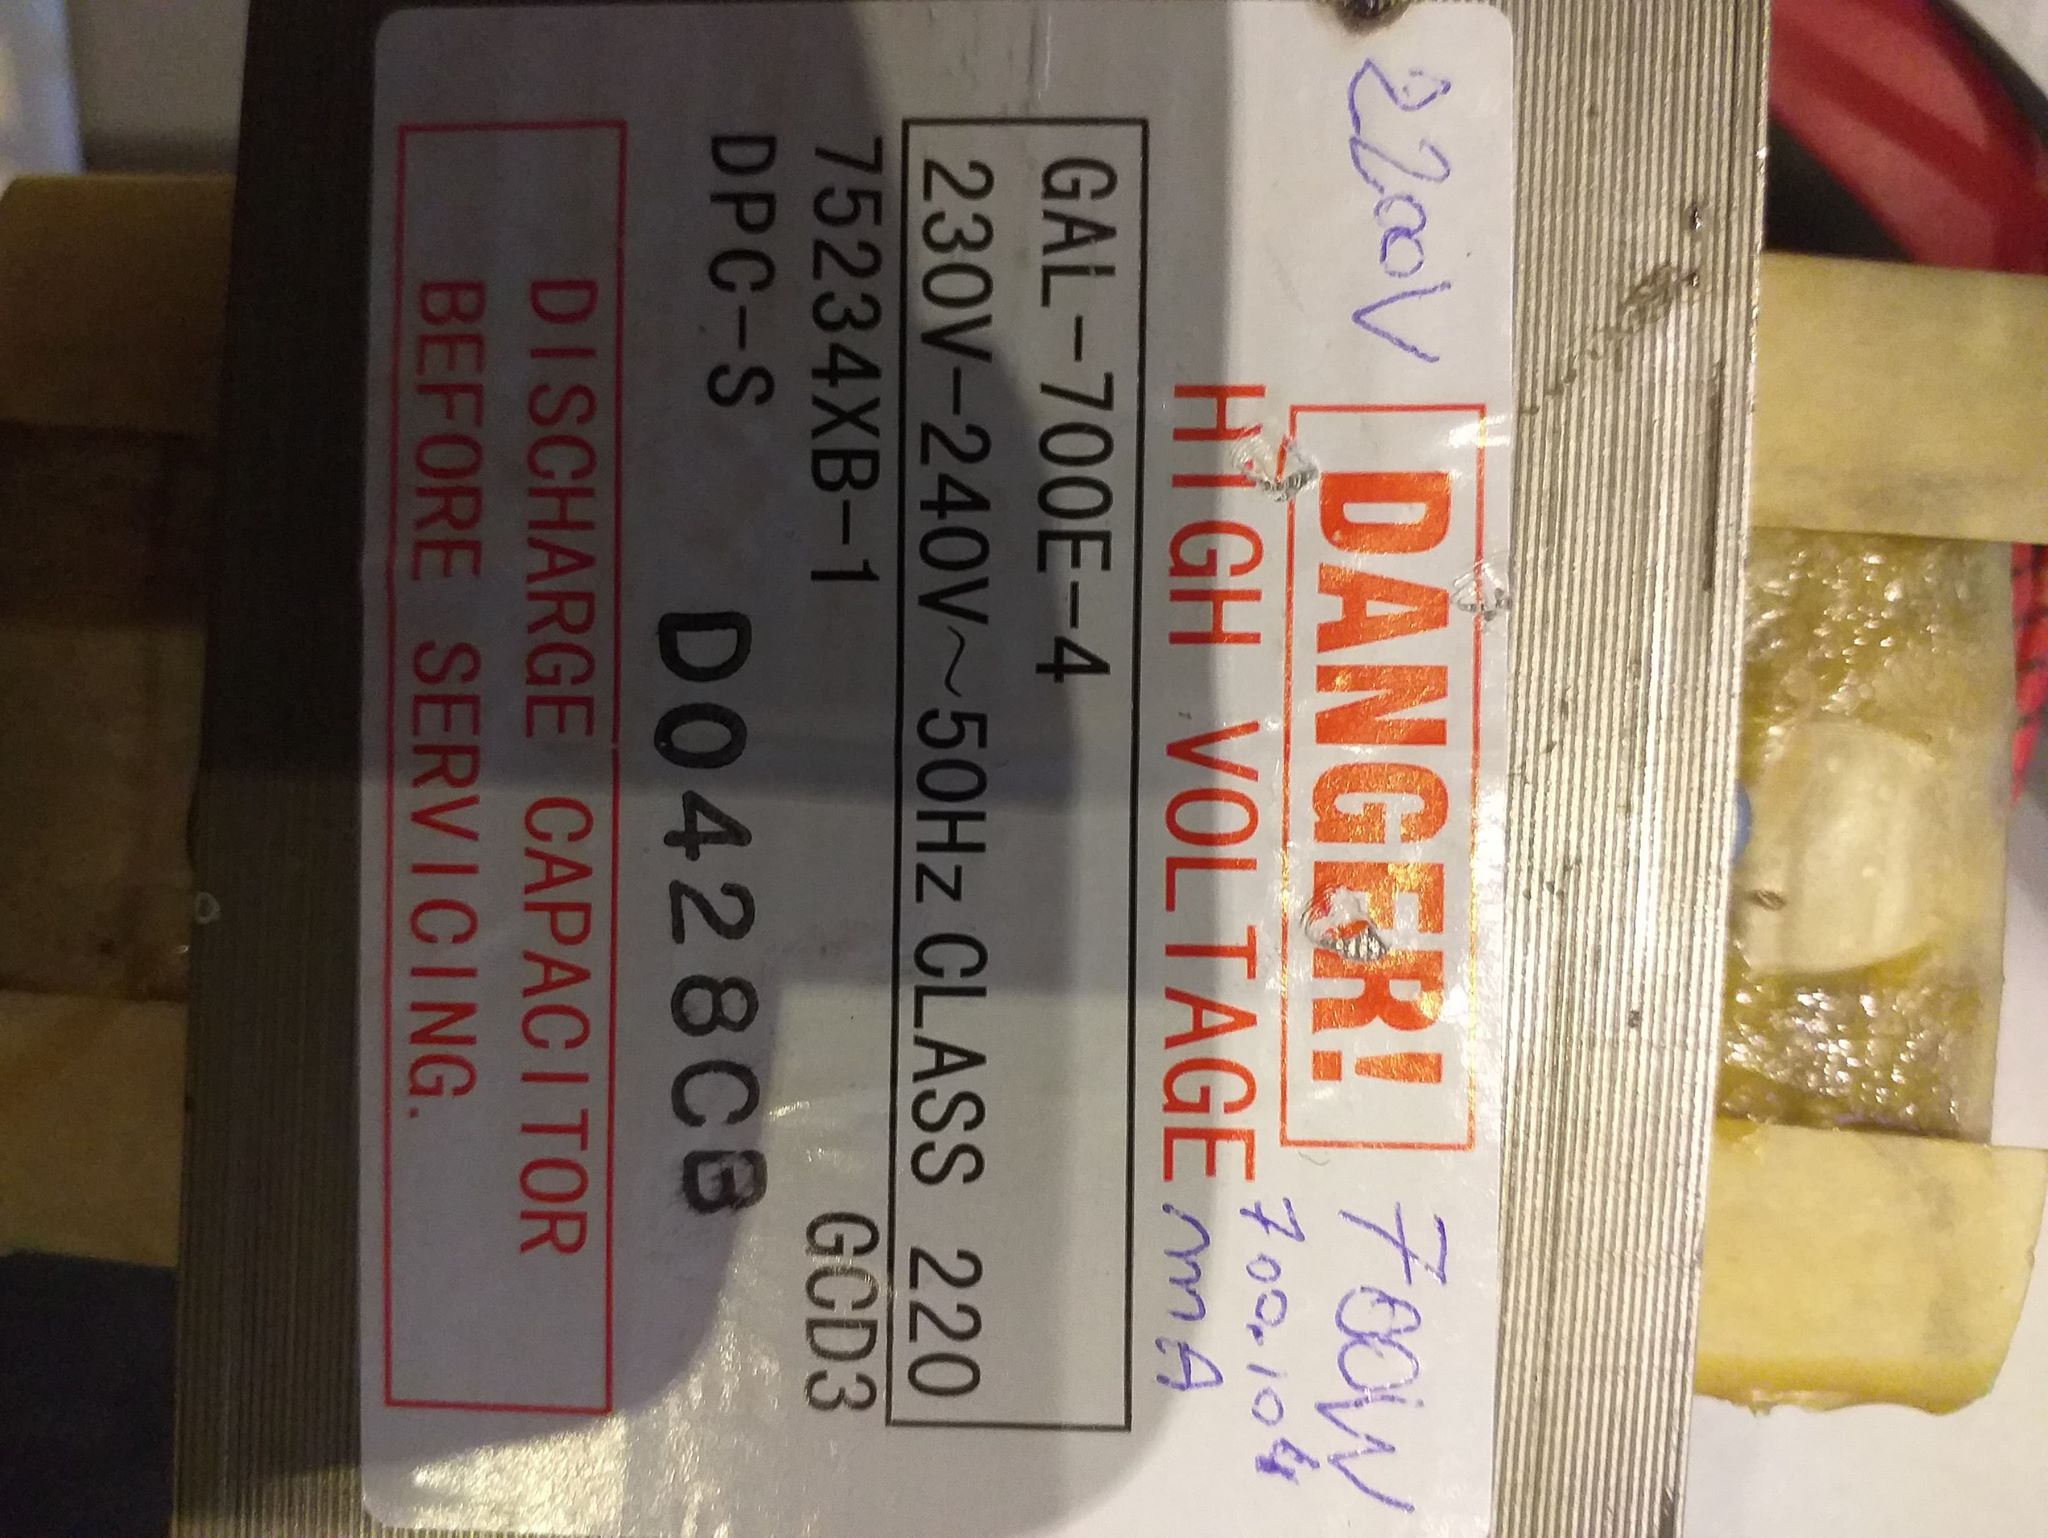 2200V
700W
DANGER!
700.10
HIGH VOLTAGE
mA
GAL-700E-4
230V-240V~50Hz CLASS 220
75234XB-1
GCD3
DPC-S
D0428CB
DISCHARGE CAPACITOR
BEFORE SERVICING.